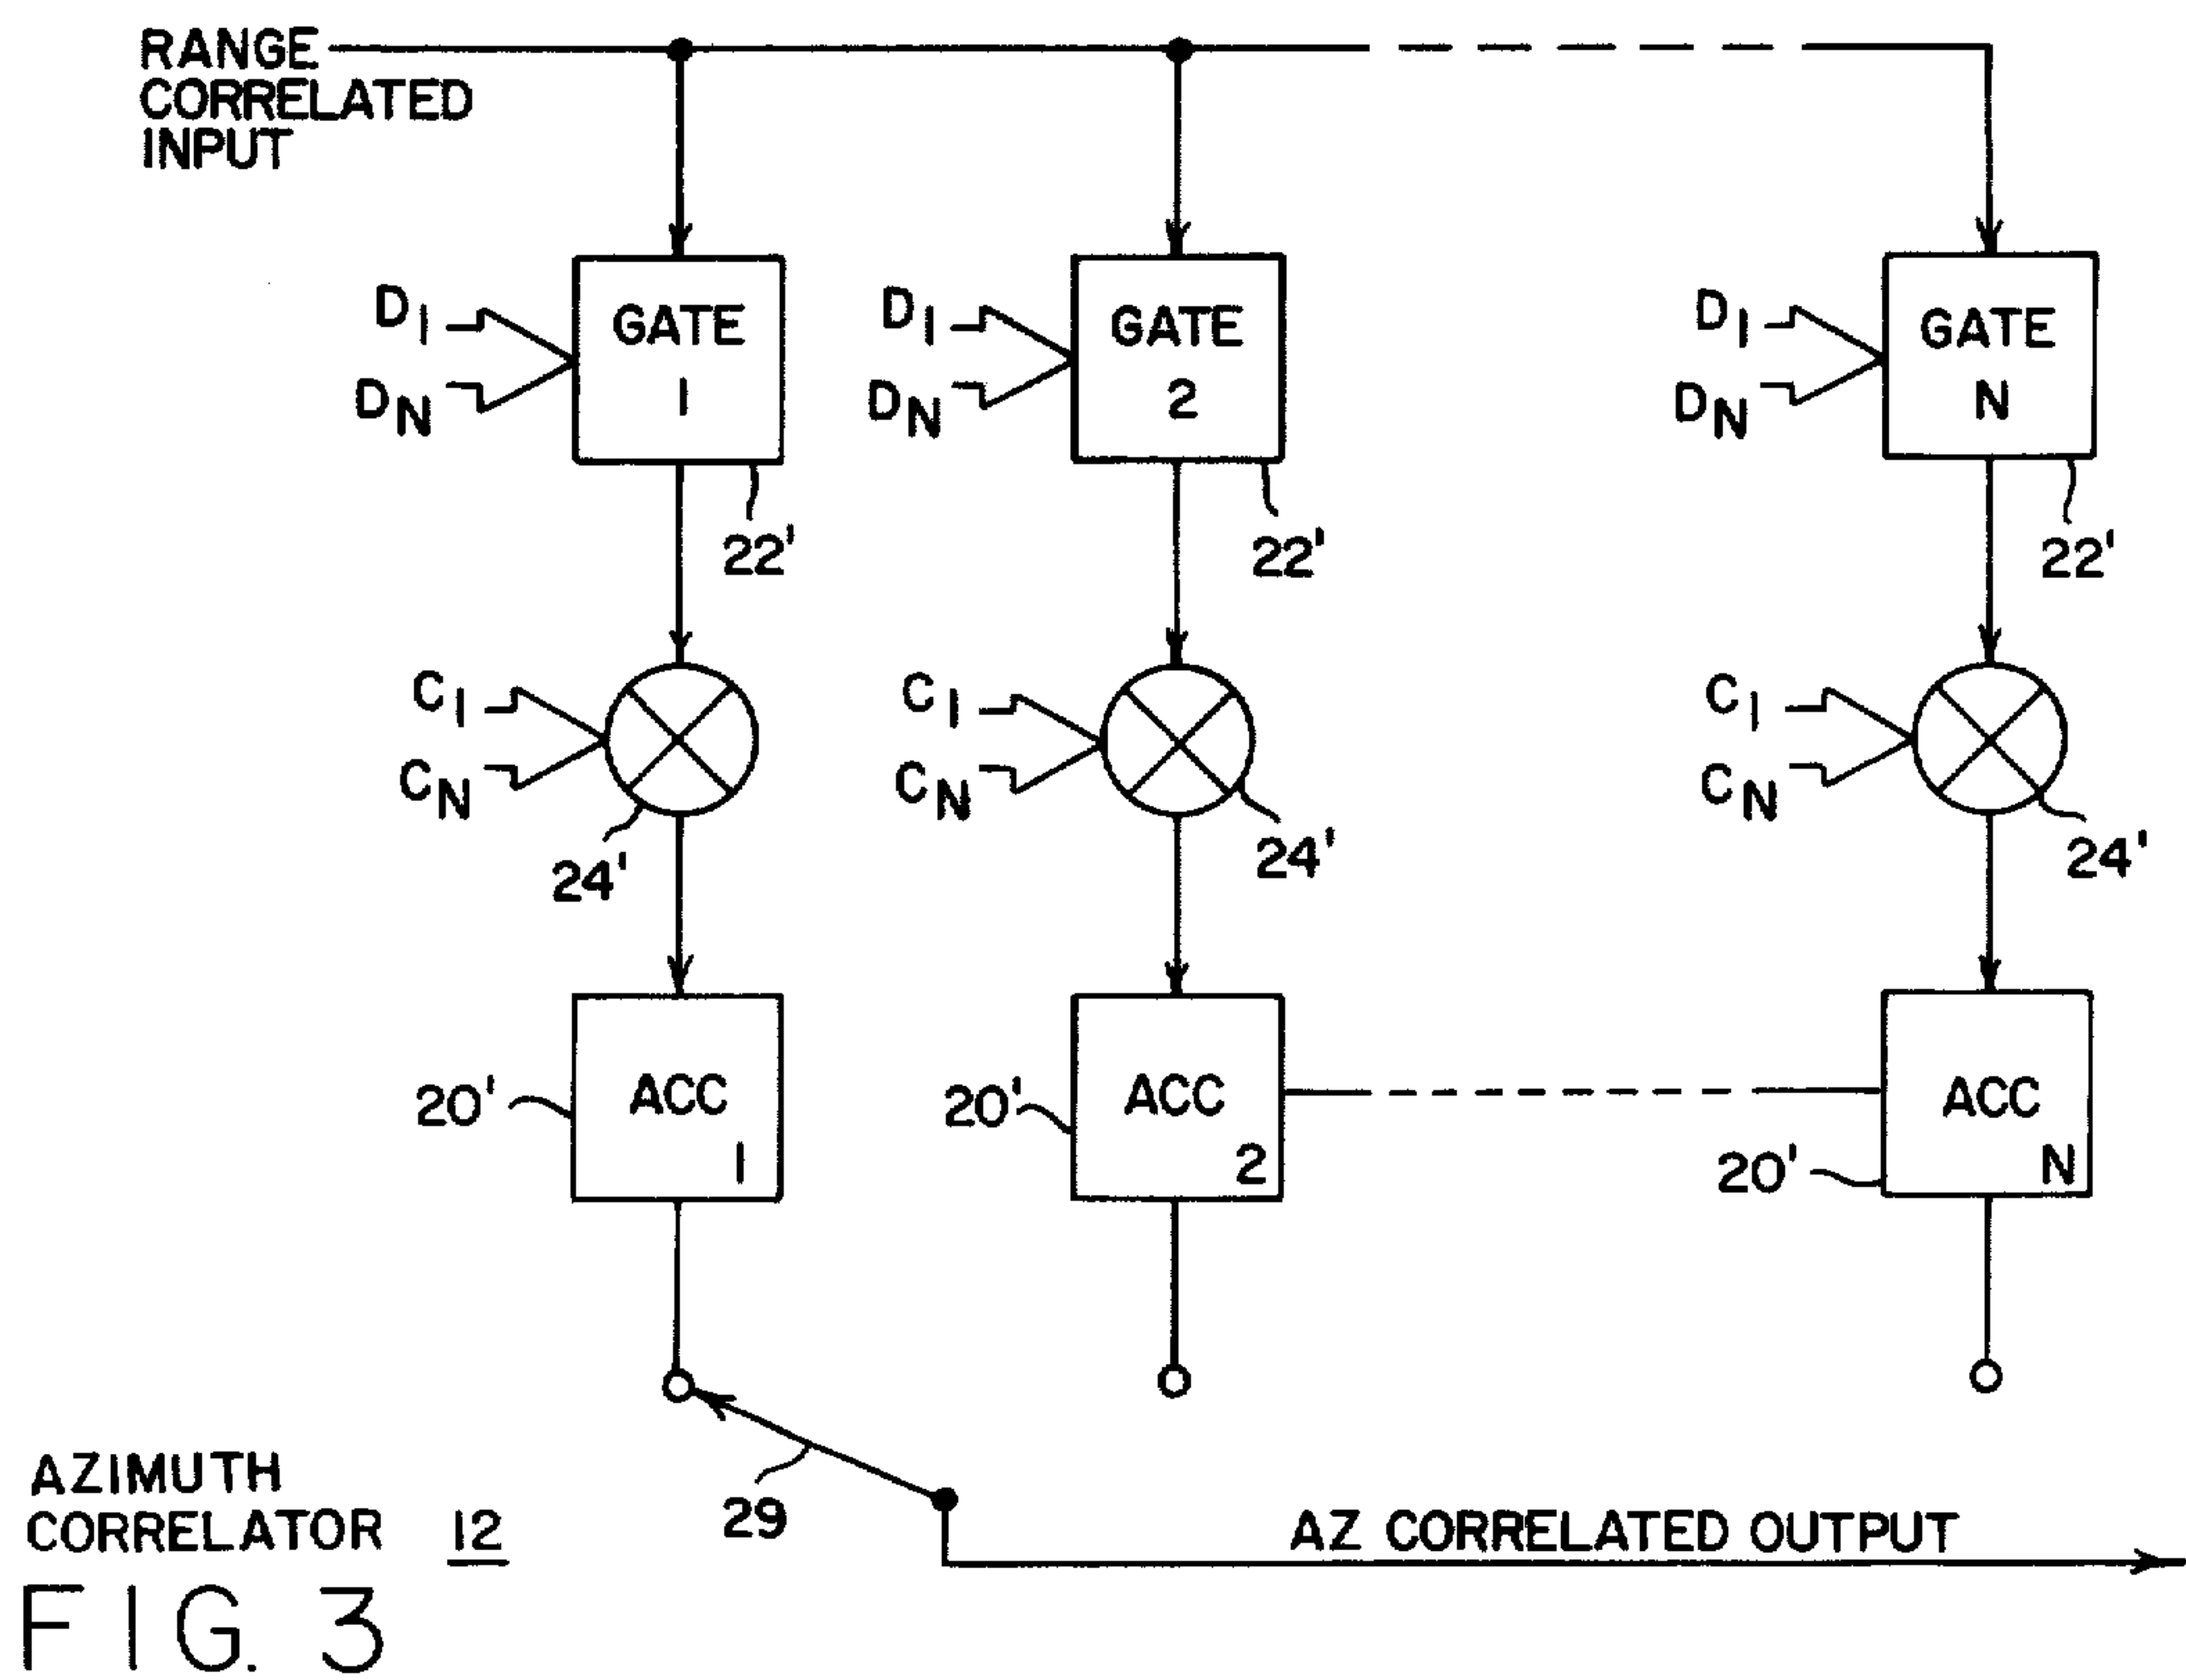 RANGE
CORRELATED
INPUT
D1
DN
GATE
1
22'
D1
DN
GATE
2
22'
D1
DN
GATE
N
22'
C1
CN
24'
C1
CN
24'
C1
CN
24'
20'
ACC
1
20'
ACC
2
20'
ACC
N
29
AZIMUTH
CORRELATOR 12
AZ CORRELATED OUTPUT
FIG. 3